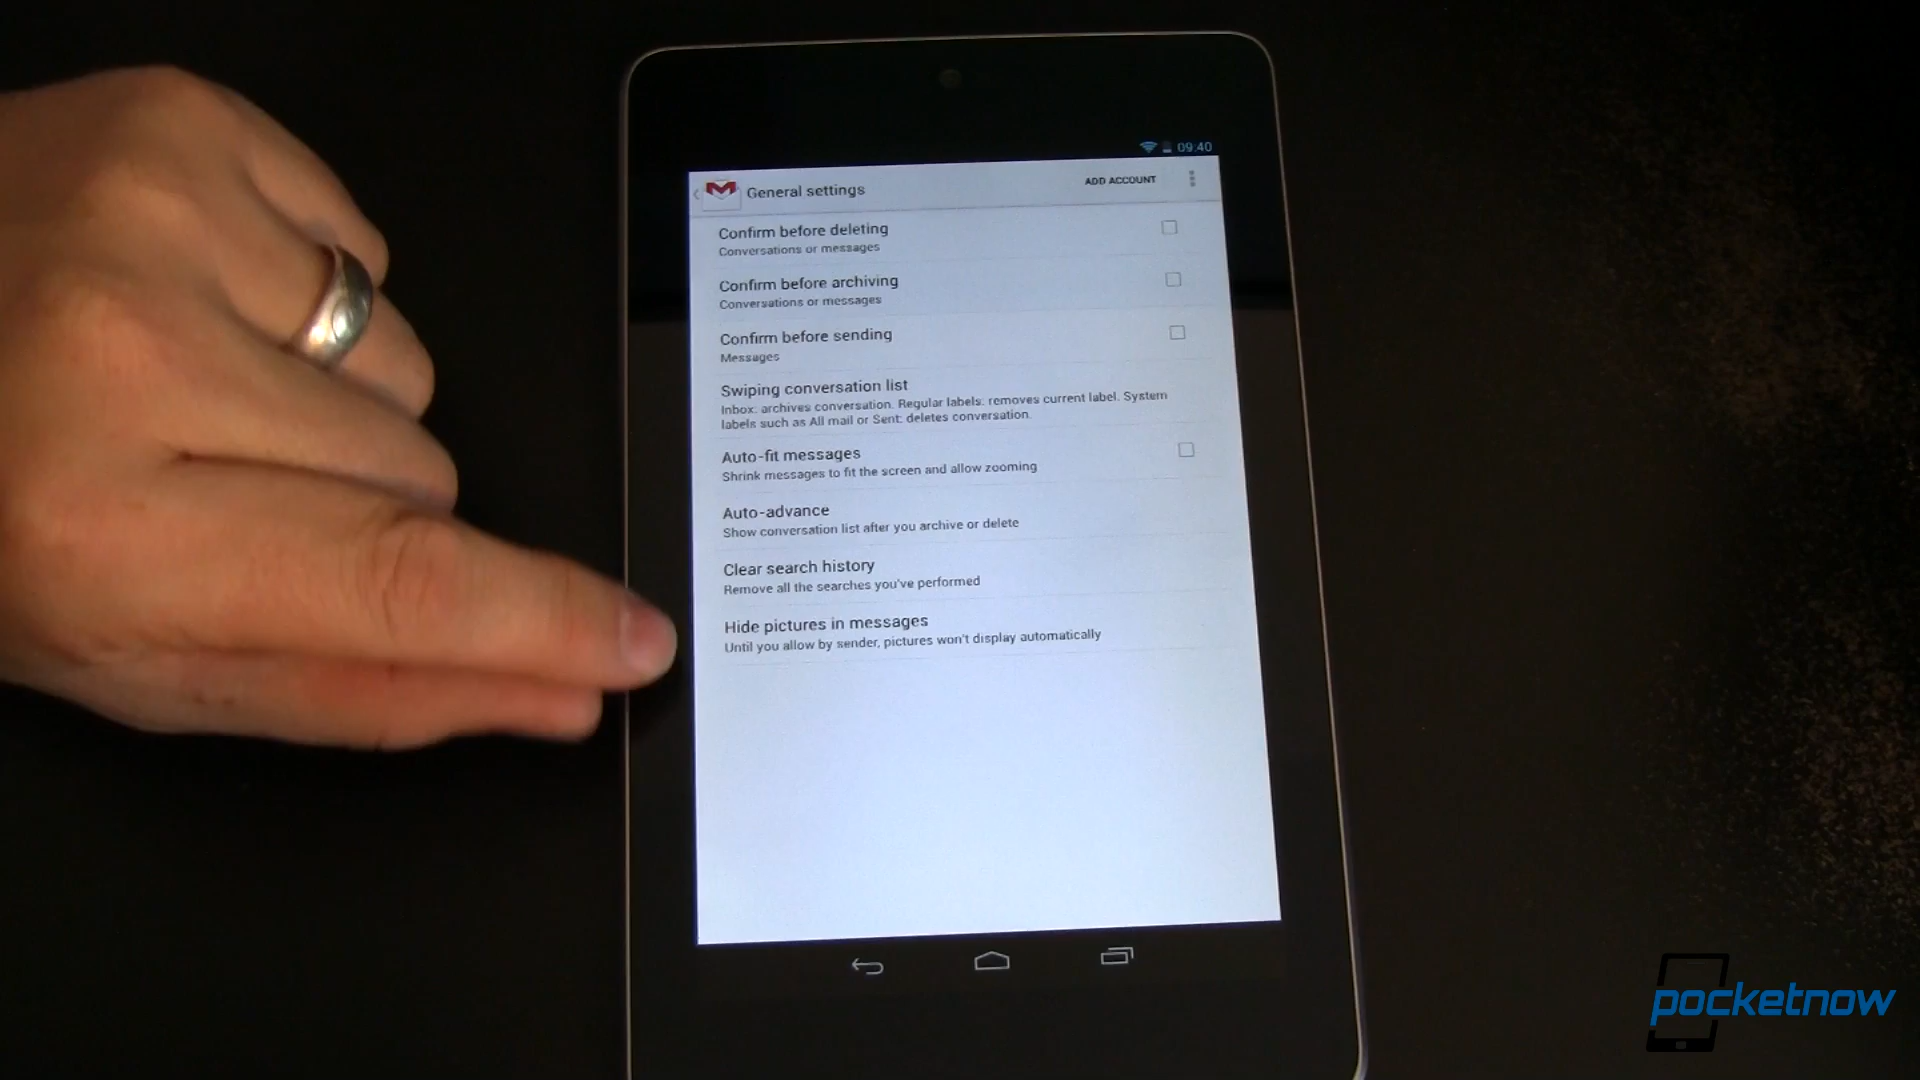 09:40
General settings
ADD ACCOUNT
Confirm before deleting
Conversations or messages
Confirm before archiving
Conversations or messages
Confirm before sending
Messages
Swiping conversation list
Inbox: archives conversation. Regular labels: removes current label. System
labels such as All mail or Sent: deletes conversation.
Auto-fit messages
Shrink messages to fit the screen and allow zooming
Auto-advance
Show conversation list after you archive or delete
Clear search history
Remove all the searches you've performed
Hide pictures in messages
Until you allow by sender, pictures won't display automatically
pocketnow